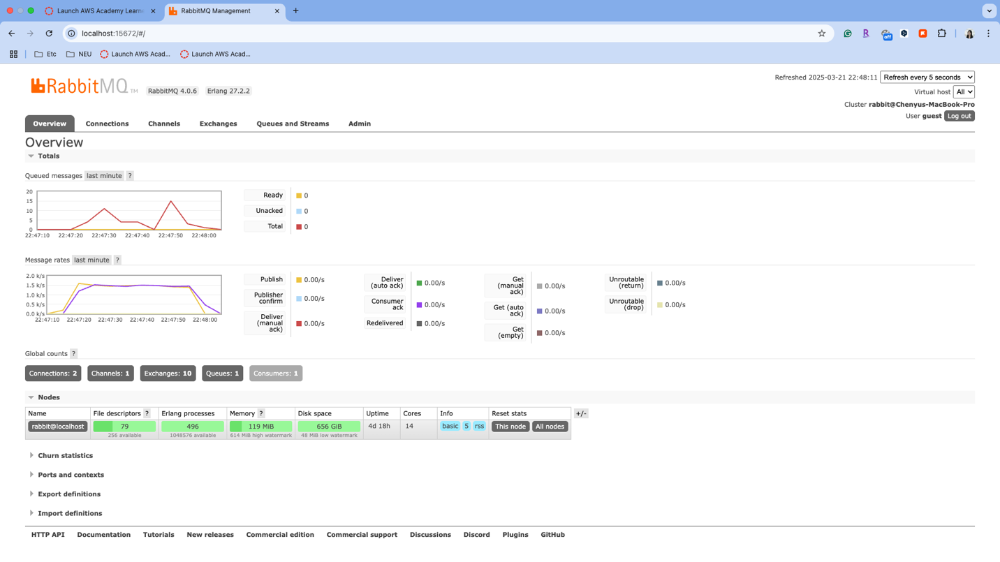 Launch AWS Academy Learn
RabbitMQ Management
localhost:15672/#/
off
Etc
NEU
Launch AWS Acad...
Launch AWS Acad...
RabbitMQ TM
RabbitMQ 4.0.6
Erlang 27.2.2
Refreshed 2025-03-21 22:48:11
Refresh every 5 seconds
Virtual host All
Cluster rabbit@Chenyus-MacBook-Pro
User guest Log out
Overview Connections Channels Exchanges Queues and Streams Admin
Overview
Totals
Queued messages last minute ?
20
15
10
5
0
22:47:10 22:47:20 22:47:30 22:47:40 22:47:50 22:48:00
Ready 0
Unacked 0
Total 0
Message rates last minute ?
2.0 k/s
1.5 k/s
1.0 k/s
0.5 k/s
0.0 k/s
22:47:10 22:47:20 22:47:30 22:47:40 22:47:50 22:48:00
Publish 0.00/s
Publisher
confirm 0.00/s
Deliver
(manual
ack) 0.00/s
Deliver
(auto ack) 0.00/s
Consumer
ack 0.00/s
Redelivered 0.00/s
Get
(manual
ack) 0.00/s
Get (auto
ack) 0.00/s
Get
(empty) 0.00/s
Unroutable
(return) 0.00/s
Unroutable
(drop) 0.00/s
Global counts ?
Connections: 2 Channels: 1 Exchanges: 10 Queues: 1 Consumers: 1
Nodes
Name File descriptors ? Erlang processes Memory ? Disk space Uptime Cores Info Reset stats +/-
rabbit@localhost 79 496 119 MiB 656 GiB 4d 18h 14 basic 5 rss This node All nodes
256 available 1048576 available 614 MiB high watermark 48 MiB low watermark
Churn statistics
Ports and contexts
Export definitions
Import definitions
HTTP API Documentation Tutorials New releases Commercial edition Commercial support Discussions Discord Plugins GitHub